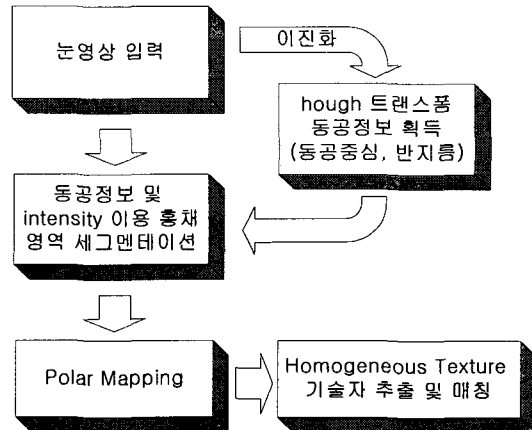 눈영상 입력
이진화
hough 트랜스폼
동공정보 획득
(동공중심, 반지름)
동공정보 및
intensity 이용 홍채
영역 세그멘테이션
Polar Mapping
Homogeneous Texture
기술자 추출 및 매칭